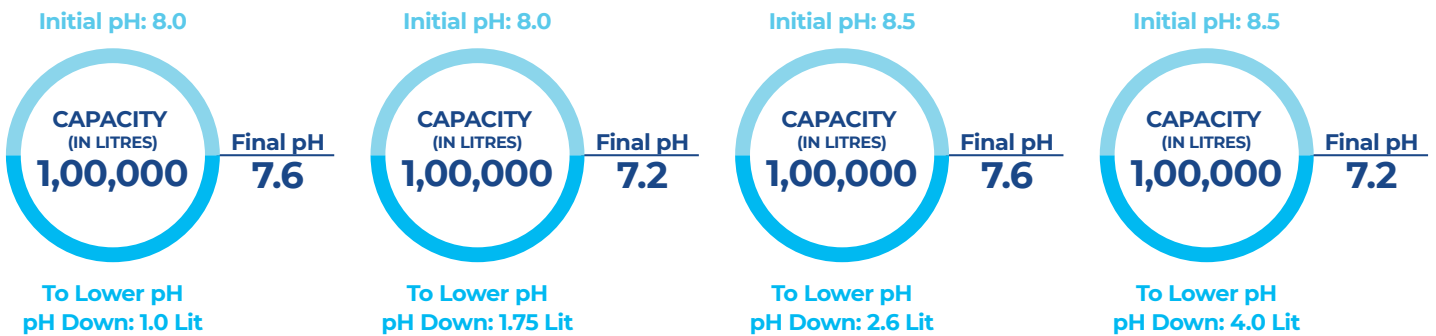 Initial pH: 8.0
CAPACITY
(IN LITRES)
1,00,000
Final pH
7.6
To Lower pH
pH Down: 1.0 Lit
Initial pH: 8.0
CAPACITY
(IN LITRES)
1,00,000
Final pH
7.2
To Lower pH
pH Down: 1.75 Lit
Initial pH: 8.5
CAPACITY
(IN LITRES)
1,00,000
Final pH
7.6
To Lower pH
pH Down: 2.6 Lit
Initial pH: 8.5
CAPACITY
(IN LITRES)
1,00,000
Final pH
7.2
To Lower pH
pH Down: 4.0 Lit